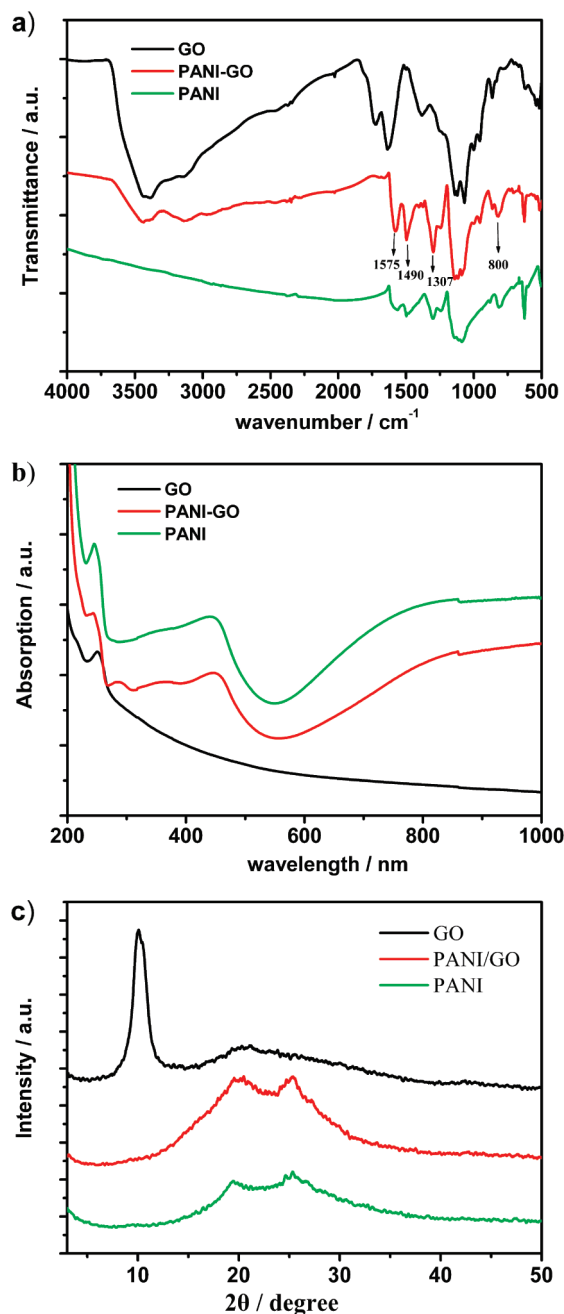 a)
GO
PANI-GO
PANI
Transmittance / a.u.
1575
1490
1307
800
4000 3500 3000 2500 2000 1500 1000 500
wavenumber / cm⁻¹
b)
GO
PANI-GO
PANI
Absorption / a.u.
200 400 600 800 1000
wavelength / nm
c)
GO
PANI/GO
PANI
Intensity / a.u.
10 20 30 40 50
2θ / degree